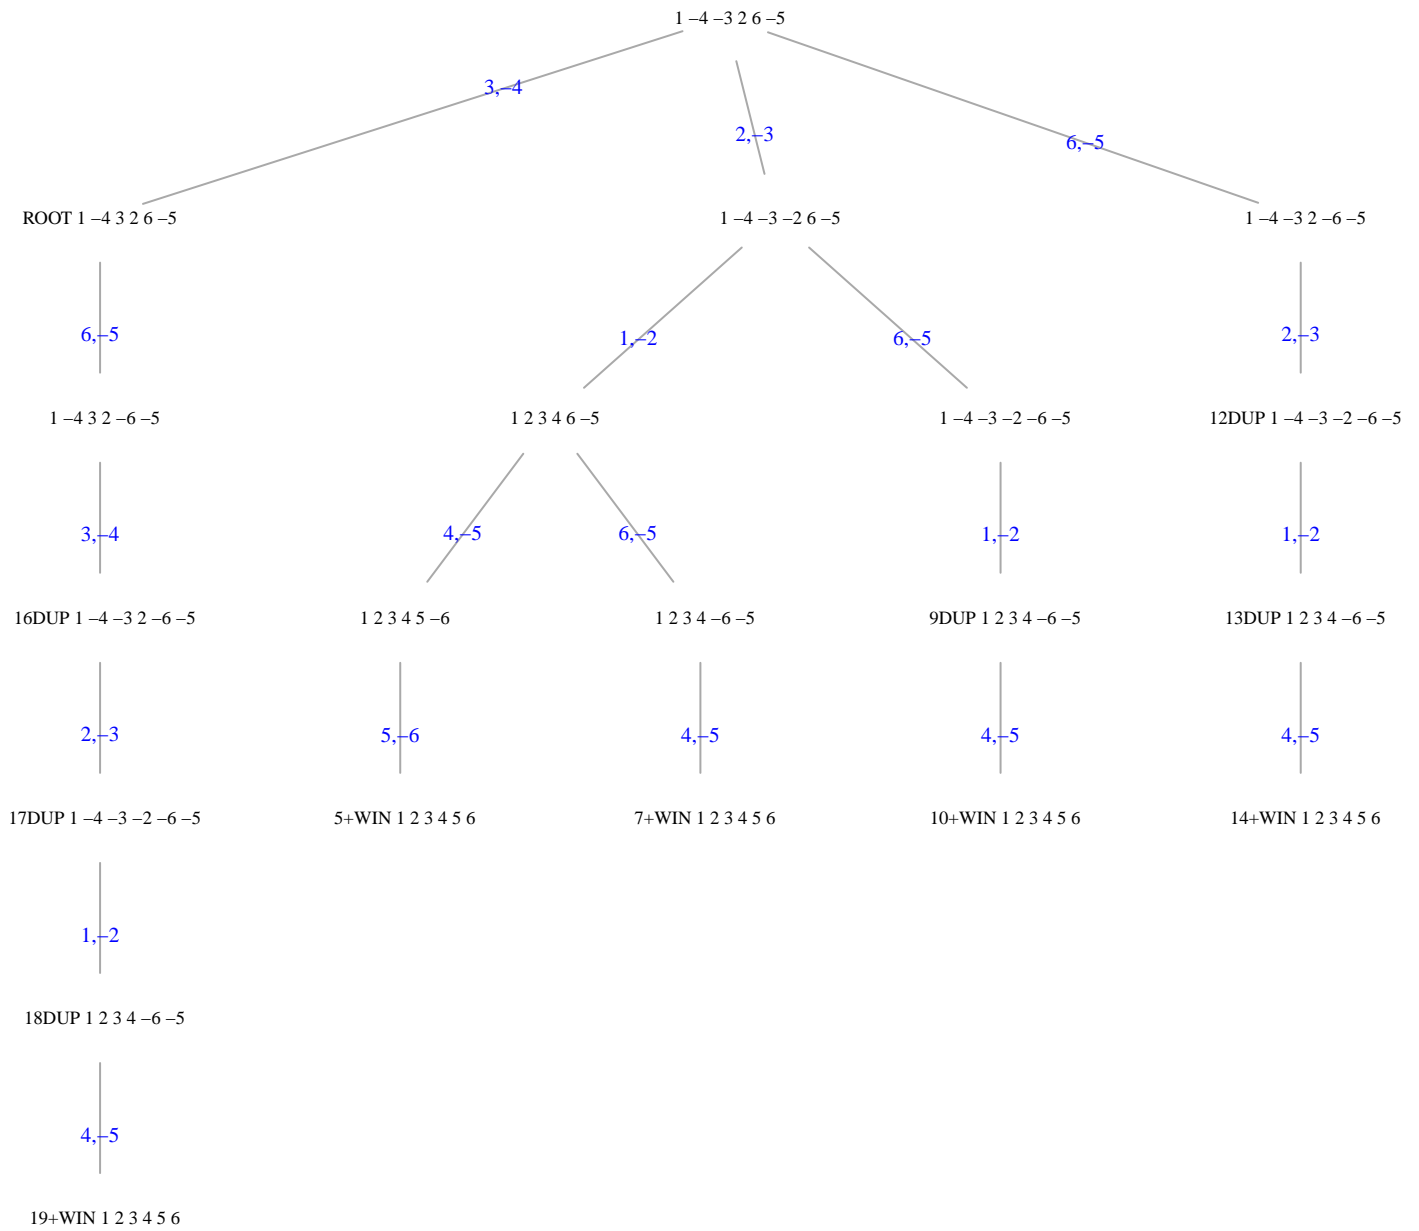 1 –4 –3 2 6 –5
3,–4
2,–3
6,–5
ROOT 1 –4 3 2 6 –5
1 –4 –3 –2 6 –5
1 –4 –3 2 –6 –5
6,–5
1,–2
6,–5
2,–3
1 –4 3 2 –6 –5
1 2 3 4 6 –5
1 –4 –3 –2 –6 –5
12DUP 1 –4 –3 –2 –6 –5
3,–4
4,–5
6,–5
1,–2
1,–2
16DUP 1 –4 –3 2 –6 –5
1 2 3 4 5 –6
1 2 3 4 –6 –5
9DUP 1 2 3 4 –6 –5
13DUP 1 2 3 4 –6 –5
2,–3
5,–6
4,–5
4,–5
4,–5
17DUP 1 –4 –3 –2 –6 –5
5+WIN 1 2 3 4 5 6
7+WIN 1 2 3 4 5 6
10+WIN 1 2 3 4 5 6
14+WIN 1 2 3 4 5 6
1,–2
18DUP 1 2 3 4 –6 –5
4,–5
19+WIN 1 2 3 4 5 6